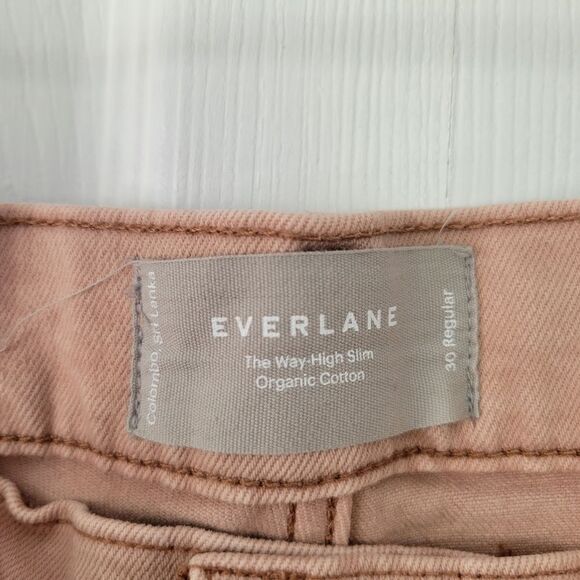 EVERLANE
The Way-High Slim
Organic Cotton
Colombo, Sri Lanka
30 Regular